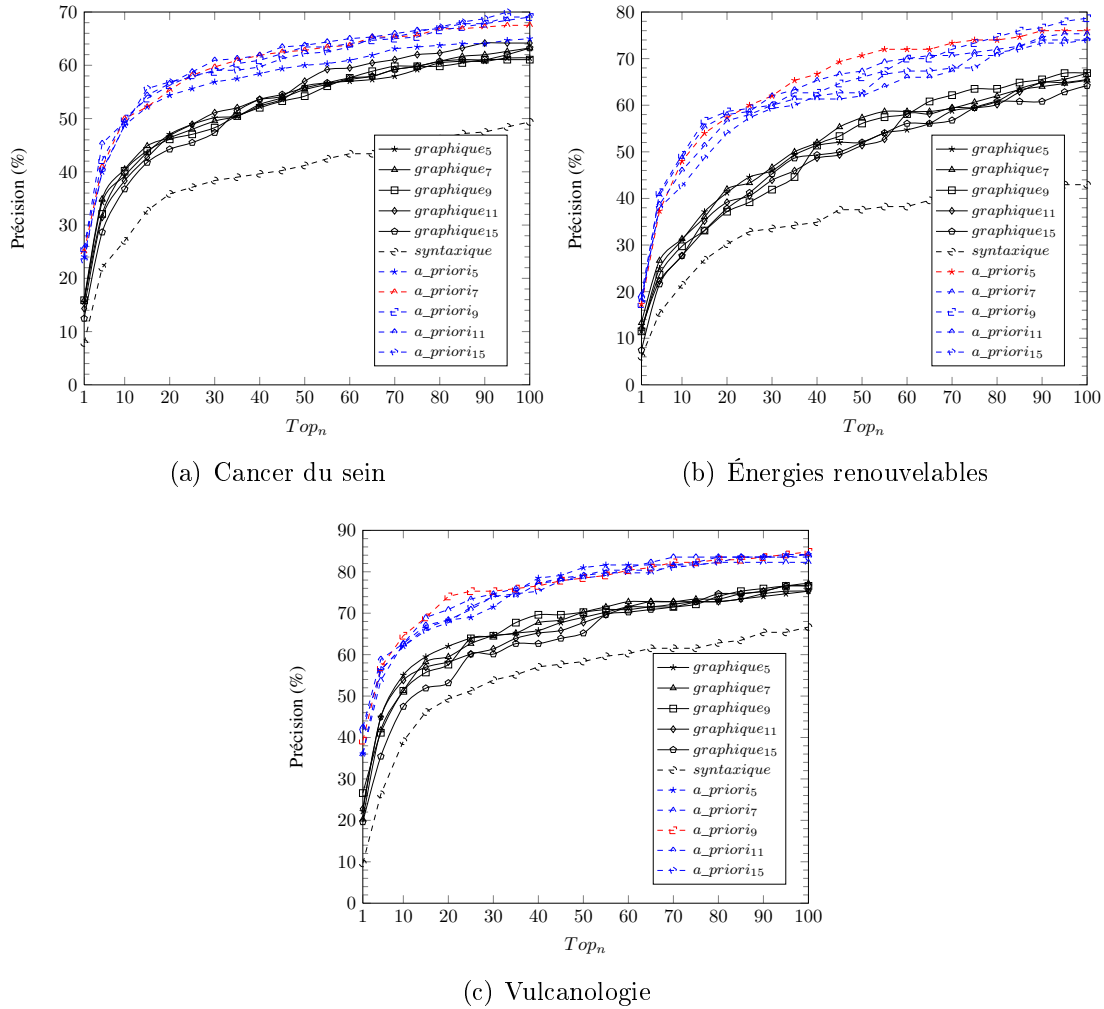 70
60
50
40
30
20
10
0
Précision (%)
1 10 20 30 40 50 60 70 80 90 100
Top_n
graphique_5
graphique_7
graphique_9
graphique_11
graphique_15
syntaxique
a_priori_5
a_priori_7
a_priori_9
a_priori_11
a_priori_15
(a) Cancer du sein
80
70
60
50
40
30
20
10
0
Précision (%)
1 10 20 30 40 50 60 70 80 90 100
Top_n
graphique_5
graphique_7
graphique_9
graphique_11
graphique_15
syntaxique
a_priori_5
a_priori_7
a_priori_9
a_priori_11
a_priori_15
(b) Énergies renouvelables
90
80
70
60
50
40
30
20
10
0
Précision (%)
1 10 20 30 40 50 60 70 80 90 100
Top_n
graphique_5
graphique_7
graphique_9
graphique_11
graphique_15
syntaxique
a_priori_5
a_priori_7
a_priori_9
a_priori_11
a_priori_15
(c) Vulcanologie